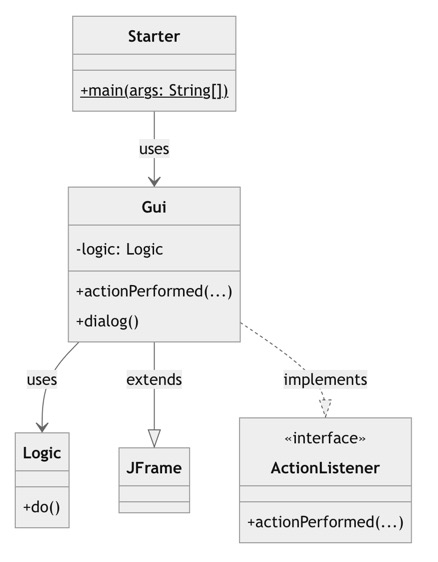 Starter
+main(args: String[])
uses
Gui
-logic: Logic
+actionPerformed(...)
+dialog()
uses
extends
implements
Logic
+do()
JFrame
«interface»
ActionListener
+actionPerformed(...)